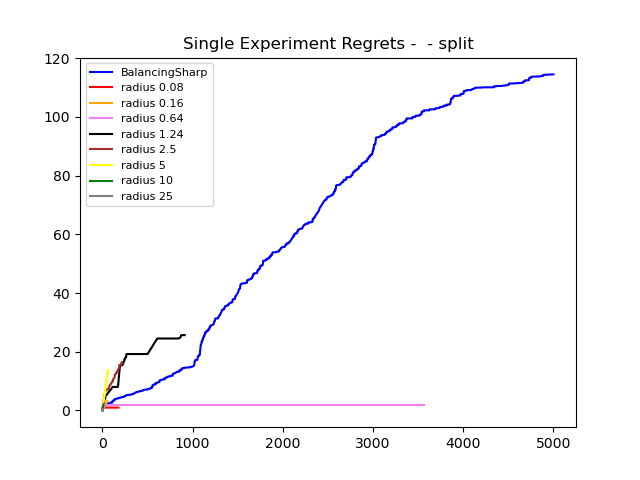 Single Experiment Regrets -  - split
BalancingSharp
radius 0.08
radius 0.16
radius 0.64
radius 1.24
radius 2.5
radius 5
radius 10
radius 25
120
100
80
60
40
20
0
0 1000 2000 3000 4000 5000